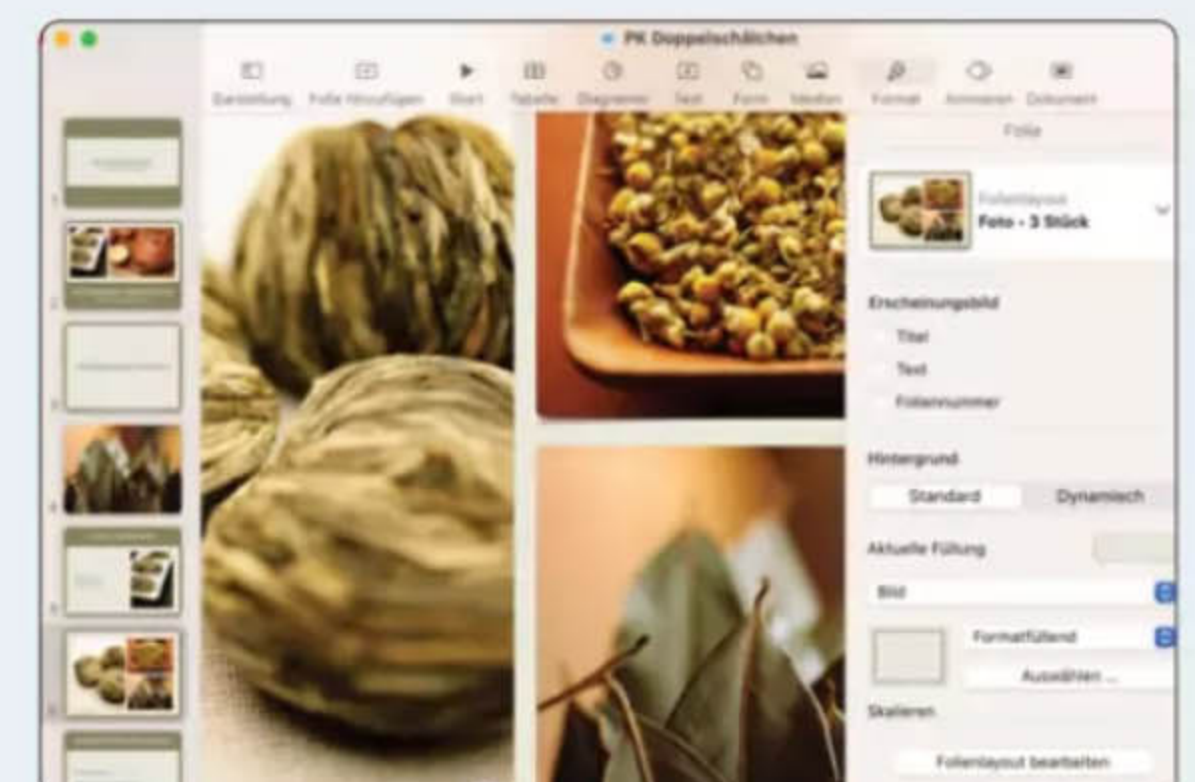 PK Doppelschälchen
Darstellung Folie hinzufügen Start Tabelle Diagramm Text Form Medien Format Animieren Dokument
Folie
Folienlayout
Foto - 3 Stück
Erscheinungsbild
Titel
Text
Foliennummer
Hintergrund
Standard Dynamisch
Aktuelle Füllung
Bild
Formatfüllend
Auswählen ...
Skalieren
Folienlayout bearbeiten